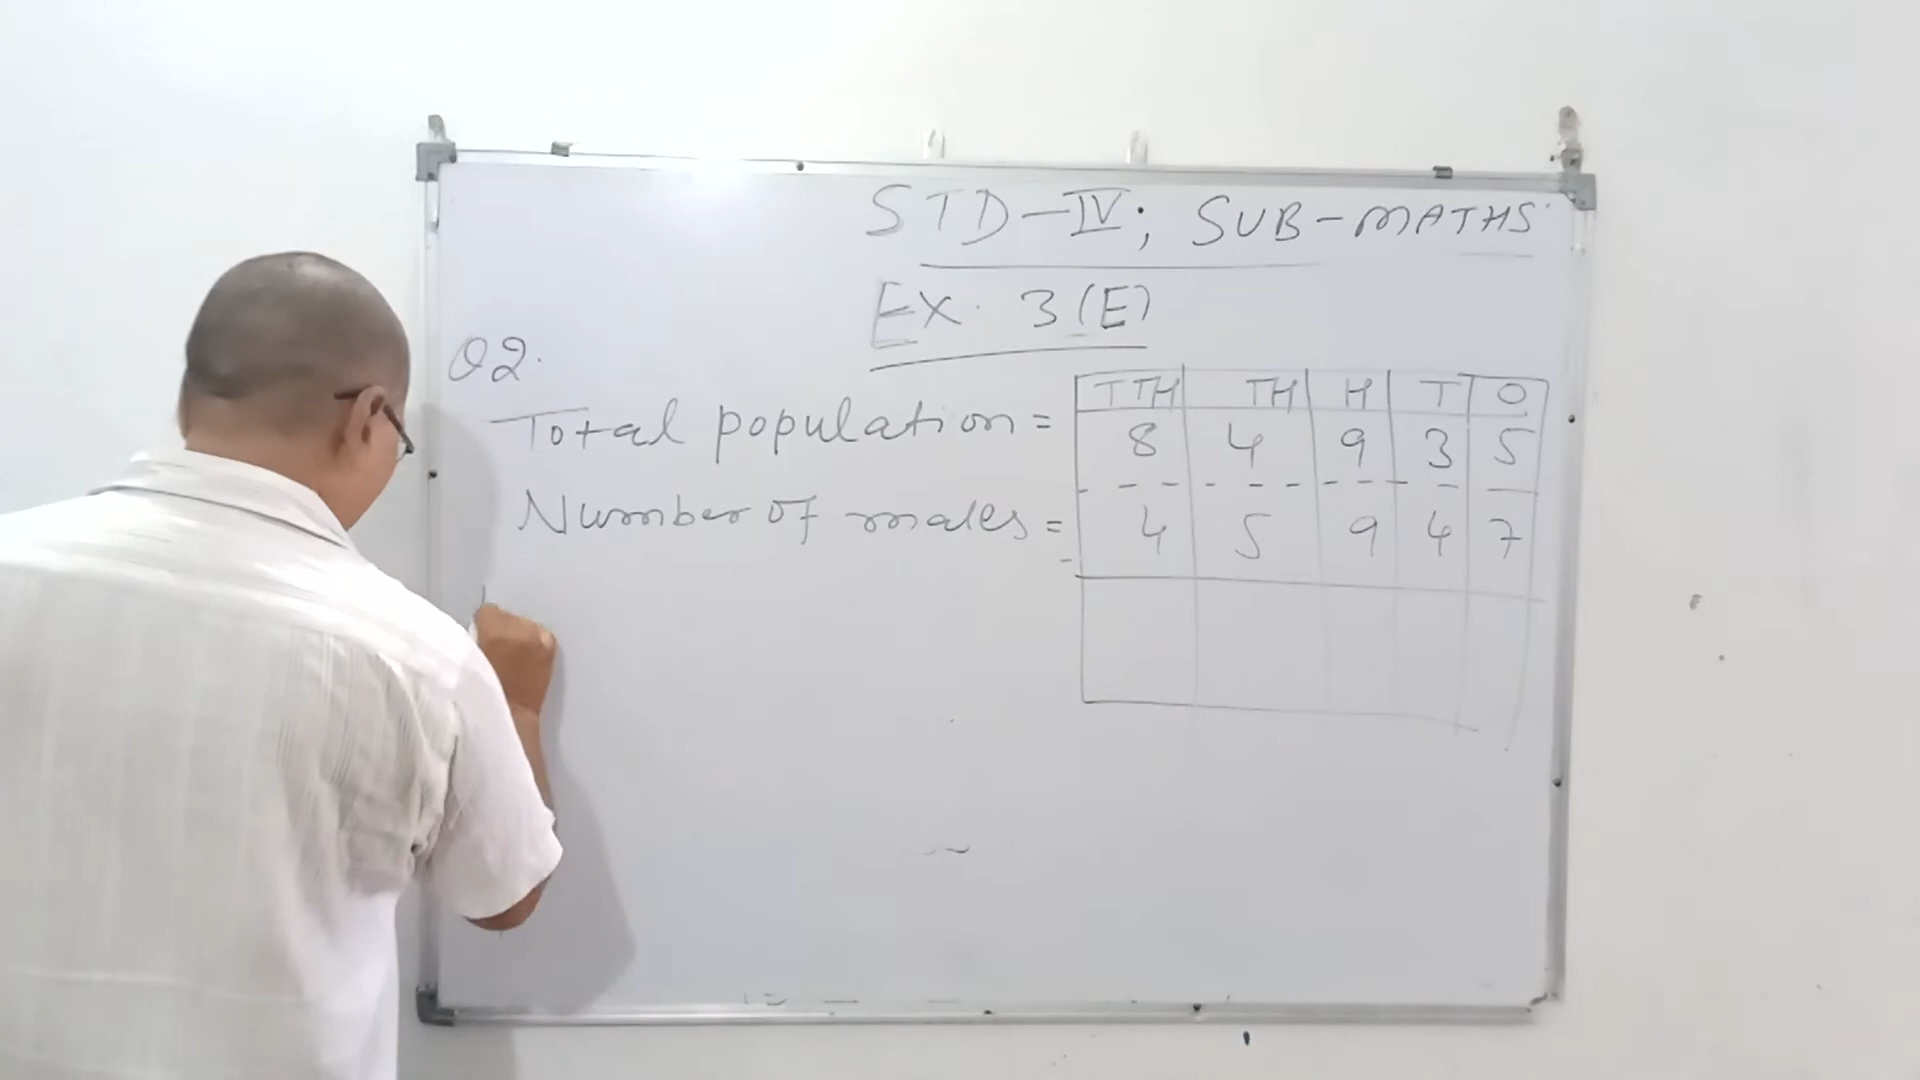 STD-IV; SUB-MATHS
EX. 3(E)
Q2.
TTH TH H T O
Total population = 8 4 9 3 5
Number of males = 4 5 9 4 7